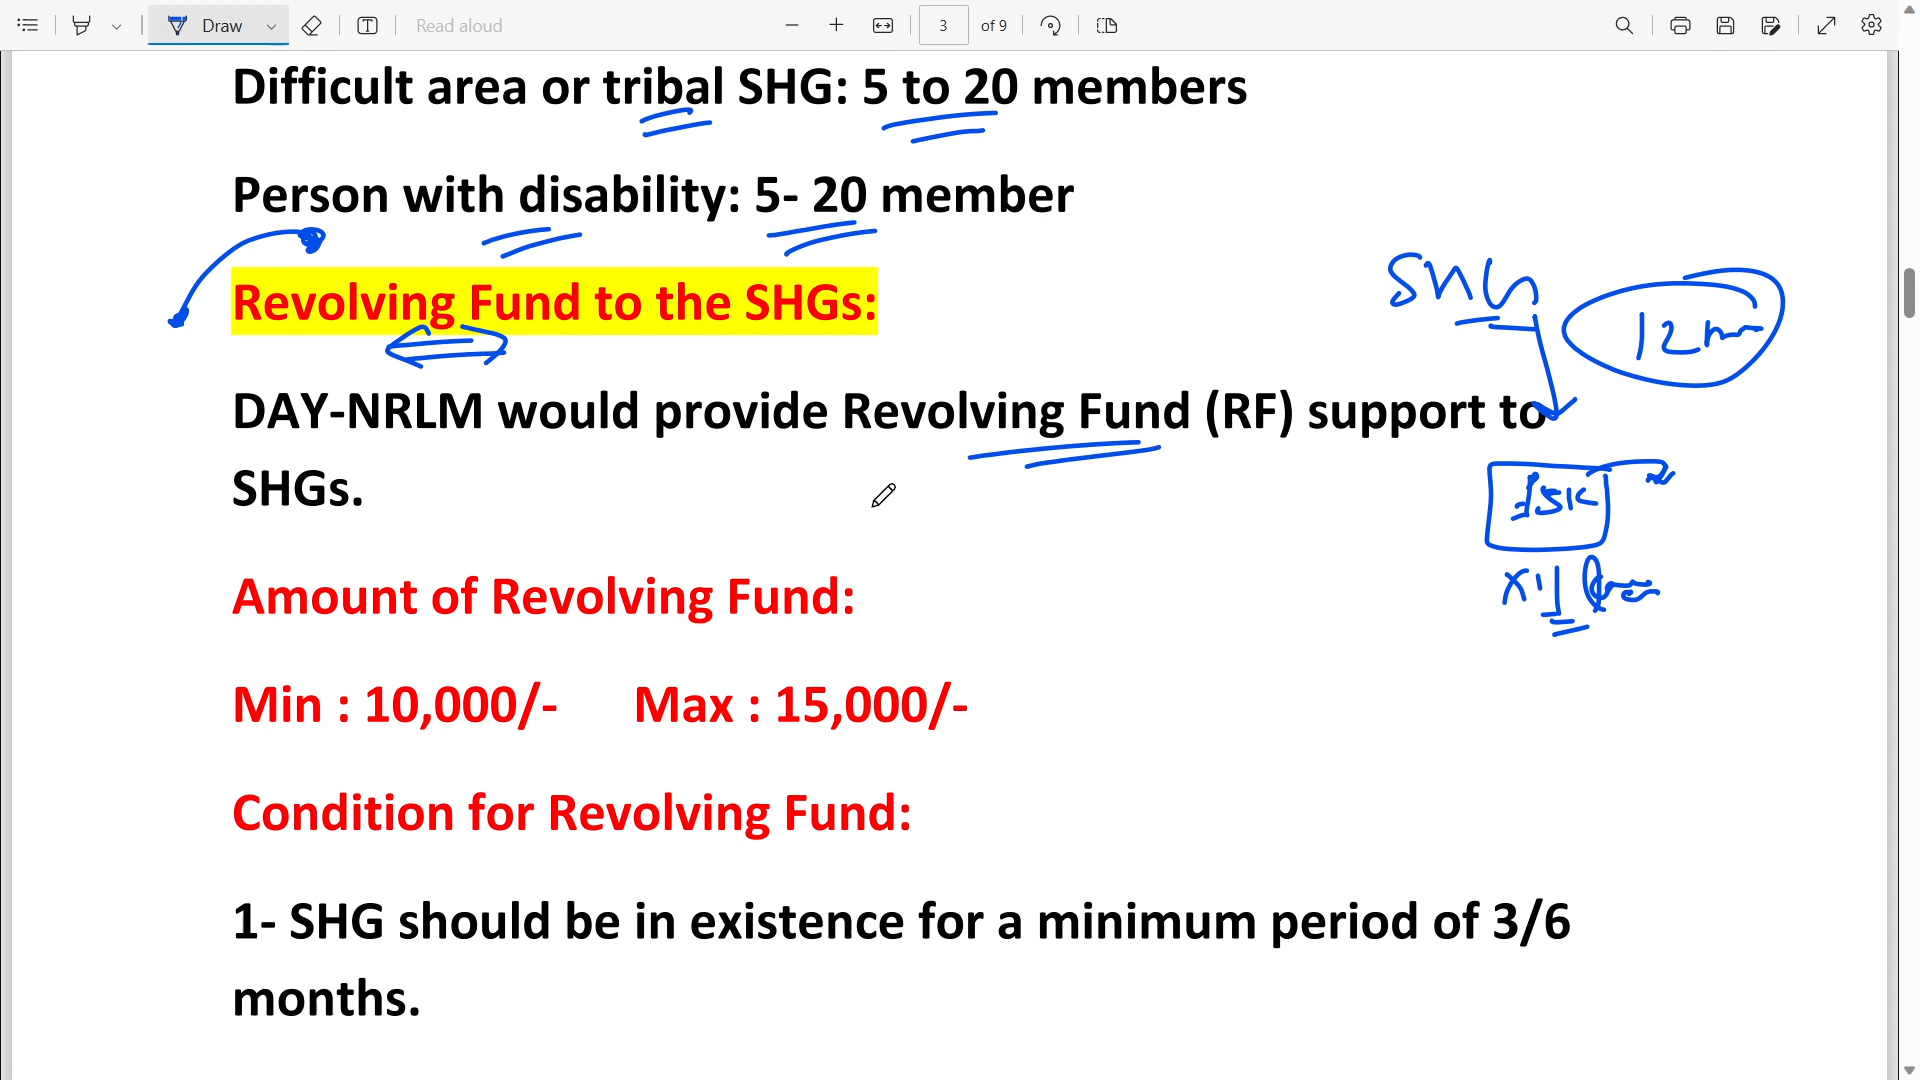 Draw
Read aloud
3 of 9
Difficult area or tribal SHG: 5 to 20 members
Person with disability: 5- 20 member
Revolving Fund to the SHGs:
SHG
12m
DAY-NRLM would provide Revolving Fund (RF) support to
SHGs.
15K
Amount of Revolving Fund:
Min : 10,000/- Max : 15,000/-
Condition for Revolving Fund:
1- SHG should be in existence for a minimum period of 3/6
months.